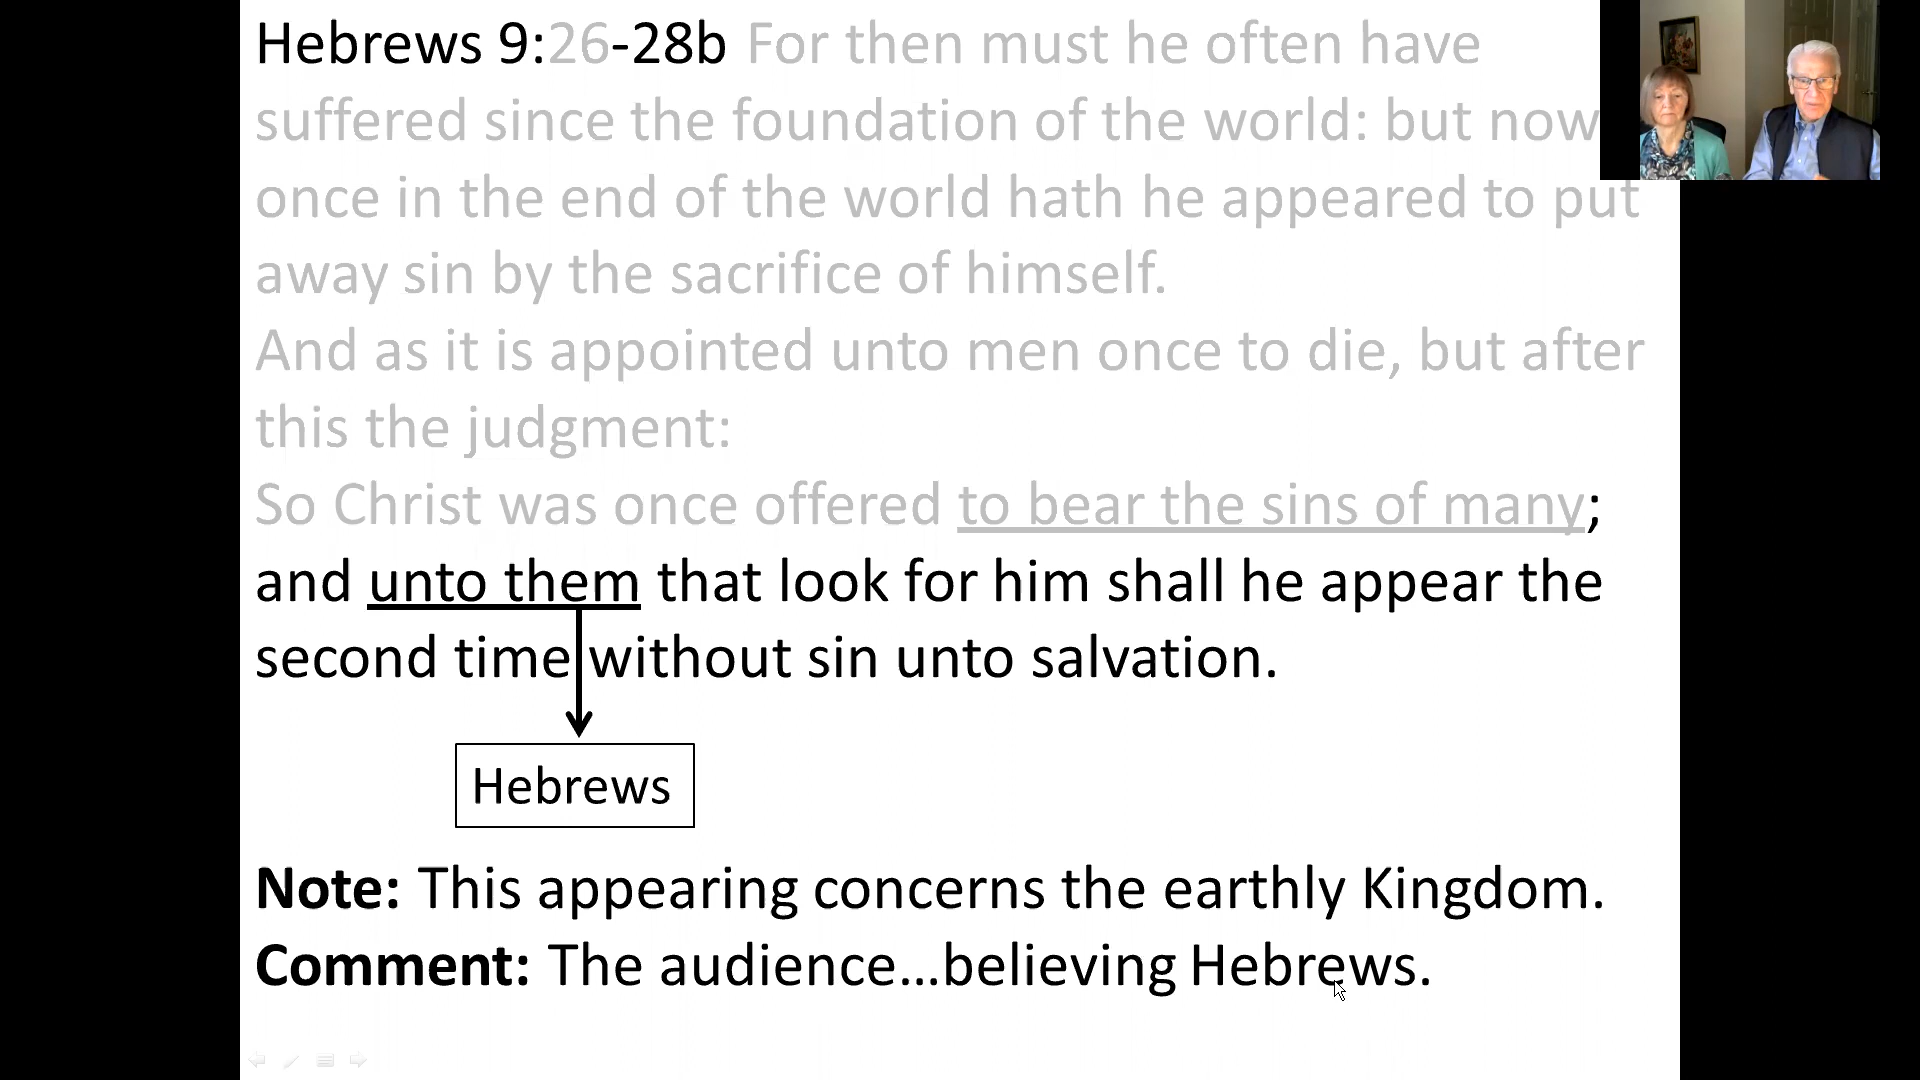 Hebrews 9:26-28b For then must he often have
suffered since the foundation of the world: but now
once in the end of the world hath he appeared to put
away sin by the sacrifice of himself.
And as it is appointed unto men once to die, but after
this the judgment:
So Christ was once offered to bear the sins of many;
and unto them that look for him shall he appear the
second time without sin unto salvation.
Hebrews
Note: This appearing concerns the earthly Kingdom.
Comment: The audience...believing Hebrews.